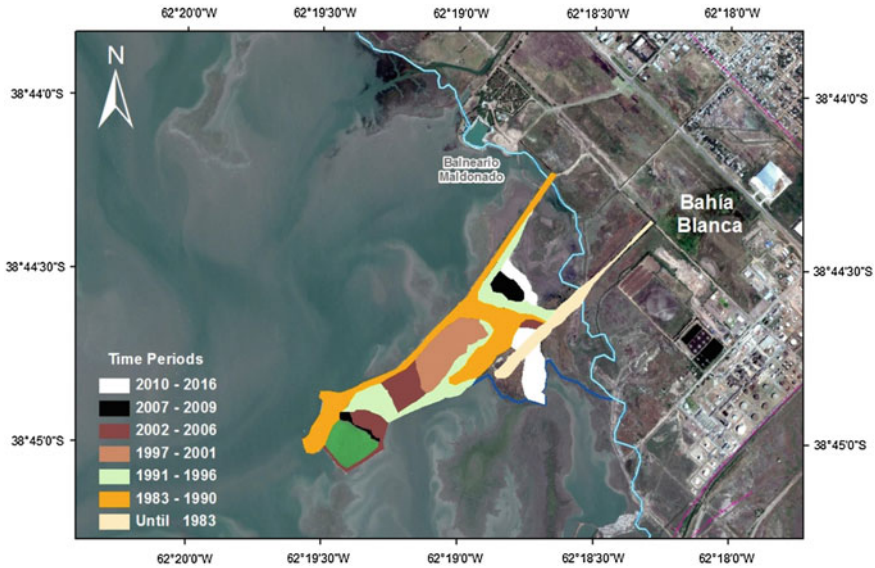 62°20'0"W 62°19'30"W 62°19'0"W 62°18'30"W 62°18'0"W
N
38°44'0"S 38°44'0"S
Balneario
Maldonado
Bahía
Blanca
38°44'30"S 38°44'30"S
Time Periods
2010 - 2016
2007 - 2009
2002 - 2006
1997 - 2001
1991 - 1996
1983 - 1990
Until 1983
38°45'0"S 38°45'0"S
62°20'0"W 62°19'30"W 62°19'0"W 62°18'30"W 62°18'0"W